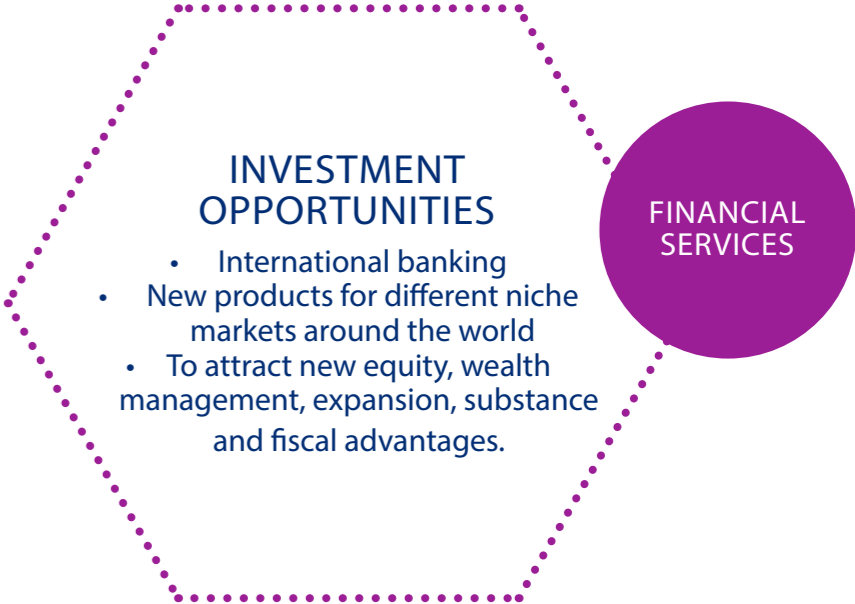 INVESTMENT
OPPORTUNITIES
• International banking
• New products for different niche
markets around the world
• To attract new equity, wealth
management, expansion, substance
and fiscal advantages.
FINANCIAL
SERVICES